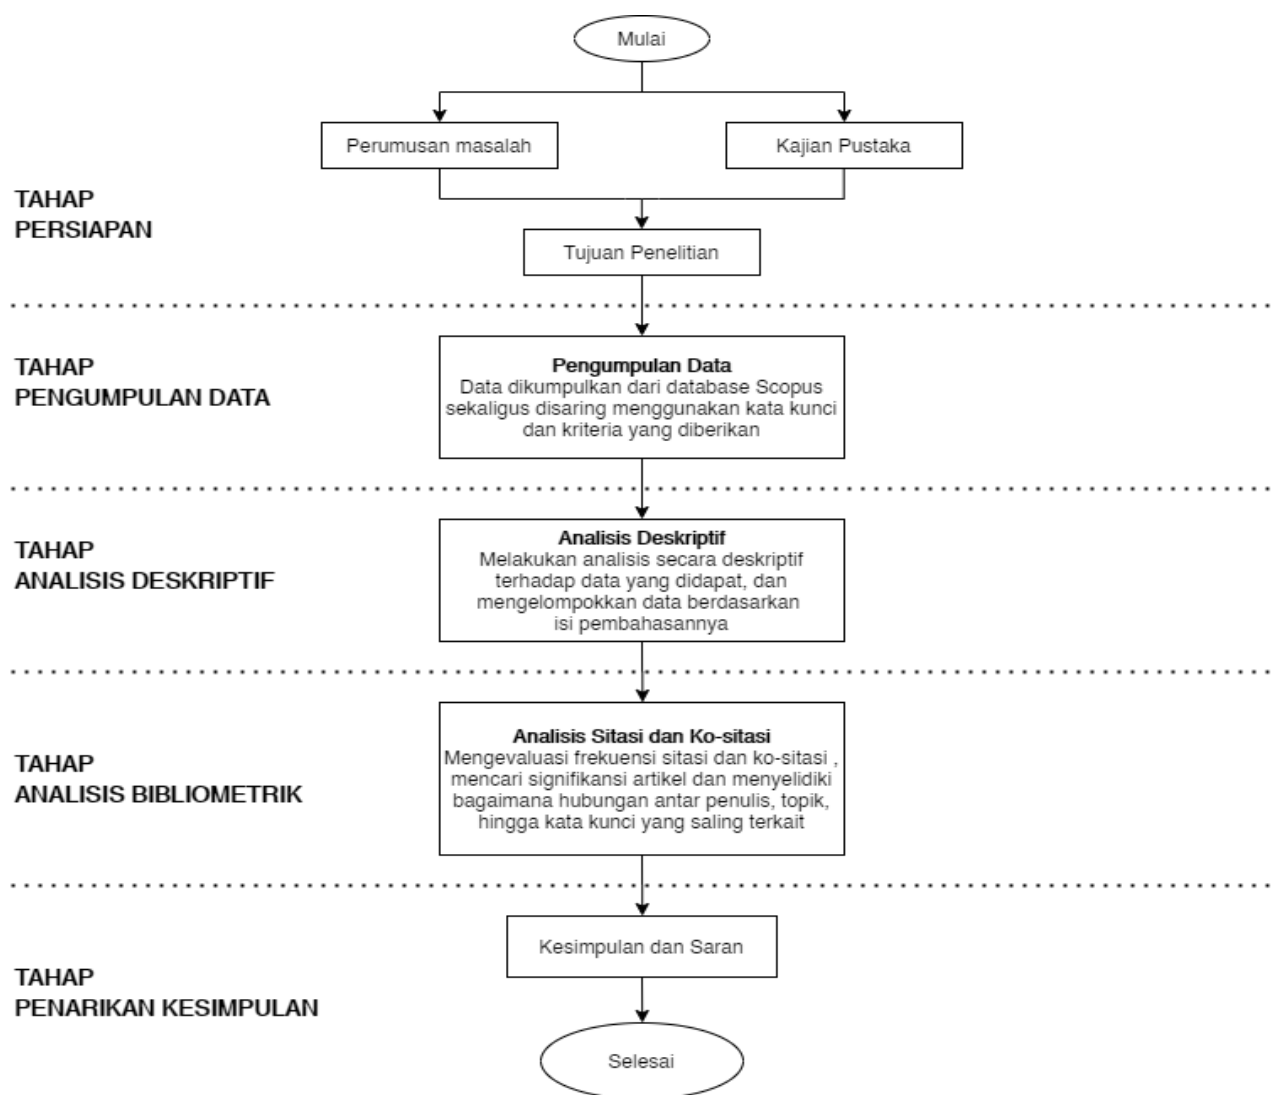 Mulai
Perumusan masalah
Kajian Pustaka
TAHAP
PERSIAPAN
Tujuan Penelitian
TAHAP
PENGUMPULAN DATA
Pengumpulan Data
Data dikumpulkan dari database Scopus
sekaligus disaring menggunakan kata kunci
dan kriteria yang diberikan
TAHAP
ANALISIS DESKRIPTIF
Analisis Deskriptif
Melakukan analisis secara deskriptif
terhadap data yang didapat, dan
mengelompokkan data berdasarkan
isi pembahasannya
TAHAP
ANALISIS BIBLIOMETRIK
Analisis Sitasi dan Ko-sitasi
Mengevaluasi frekuensi sitasi dan ko-sitasi ,
mencari signifikansi artikel dan menyelidiki
bagaimana hubungan antar penulis, topik,
hingga kata kunci yang saling terkait
TAHAP
PENARIKAN KESIMPULAN
Kesimpulan dan Saran
Selesai